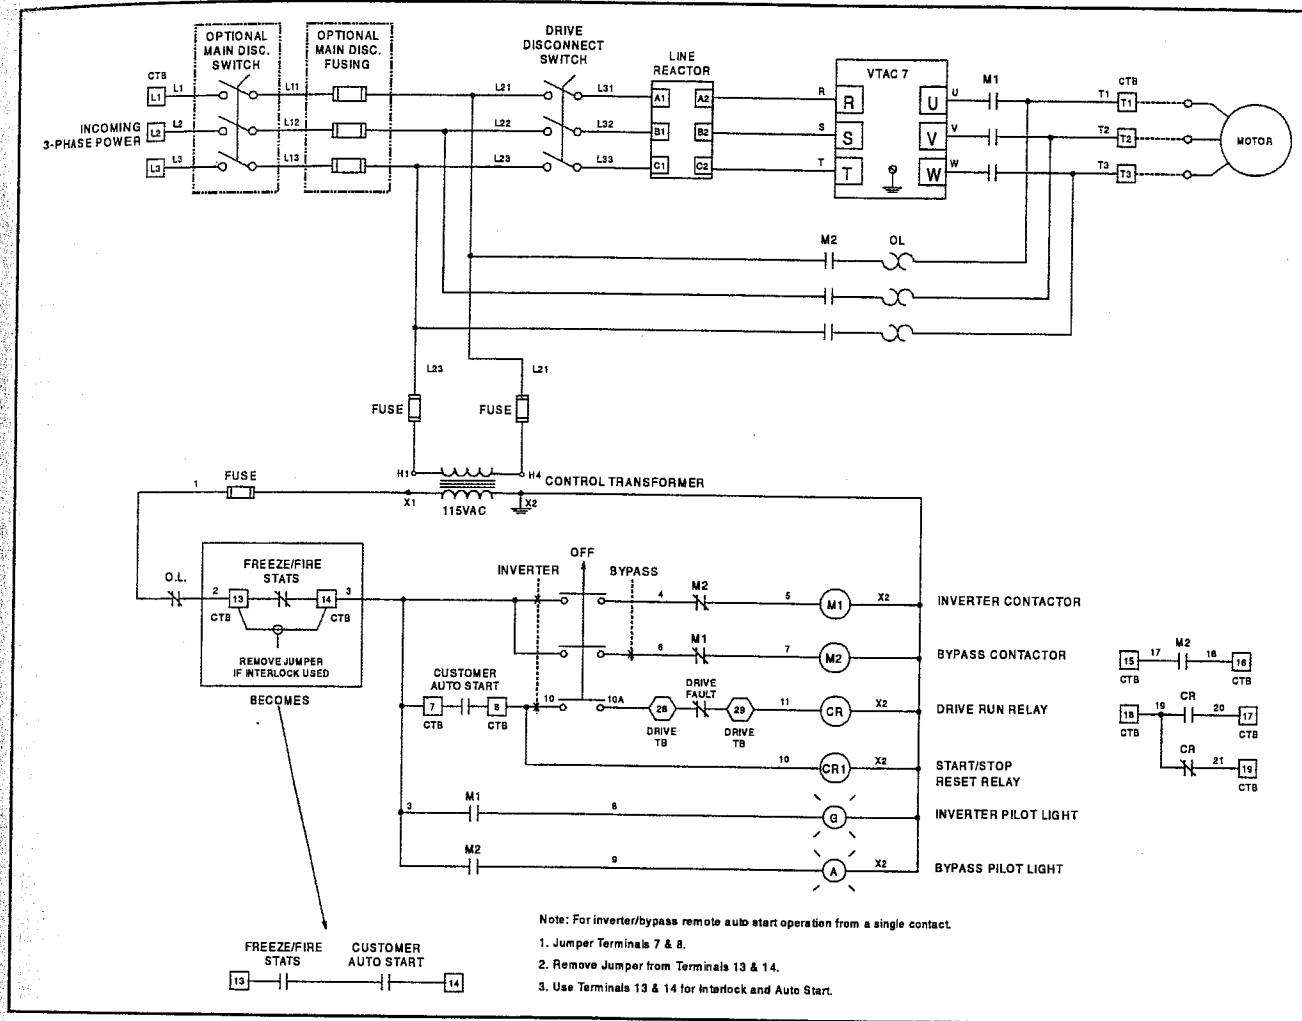 OPTIONAL
MAIN DISC.
SWITCH
OPTIONAL
MAIN DISC.
FUSING
DRIVE
DISCONNECT
SWITCH
LINE
REACTOR
VTAC 7
M1
CTB
CTB
L1 L1 L11 L21 L31 A1 A2 R R U U T1 T1
INCOMING
3-PHASE POWER
L2 L2 L12 L22 L32 B1 B2 S S V V T2 T2
MOTOR
L3 L3 L13 L23 L33 C1 C2 T T W W T3 T3
M2 OL
L23 L21
FUSE FUSE
H1 H4 CONTROL TRANSFORMER
FUSE
1
X1 115VAC X2
OFF
FREEZE/FIRE
STATS
INVERTER BYPASS
O.L. 2 13 14 3
CTB CTB
M2
4 5 M1 X2 INVERTER CONTACTOR
REMOVE JUMPER
IF INTERLOCK USED
M1
6 7 M2 BYPASS CONTACTOR
BECOMES
CUSTOMER
AUTO START
DRIVE
FAULT
7 8 10 10A 28 29 11 CR X2 DRIVE RUN RELAY
CTB CTB
DRIVE
TB
DRIVE
TB
10 CR1 X2 START/STOP
RESET RELAY
3 M1 8 G INVERTER PILOT LIGHT
M2 9 A X2 BYPASS PILOT LIGHT
M2
15 17 18 16
CTB CTB
CR
18 19 20 17
CTB CTB
CR
21 19
CTB
FREEZE/FIRE
STATS
CUSTOMER
AUTO START
13 14
Note: For inverter/bypass remote auto start operation from a single contact.
1. Jumper Terminals 7 & 8.
2. Remove Jumper from Terminals 13 & 14.
3. Use Terminals 13 & 14 for Interlock and Auto Start.